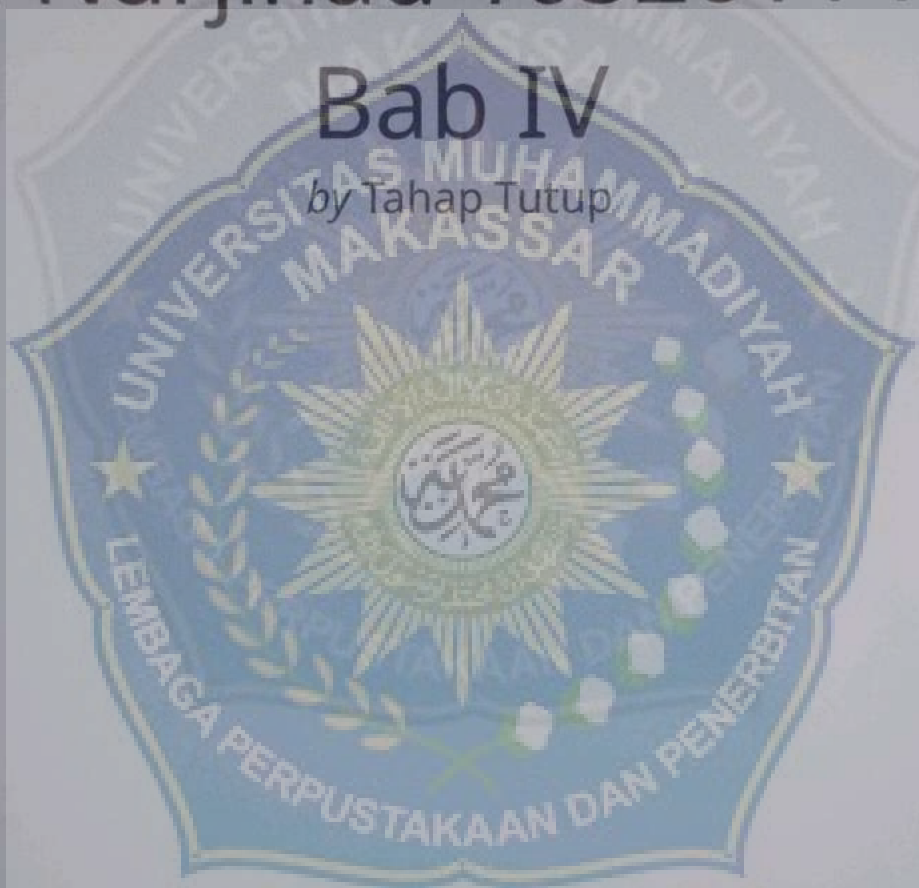 Bab IV
by Tahap Tutup
UNIVERSITAS MUHAMMADIYAH
MAKASSAR
LEMBAGA PERPUSTAKAAN DAN PENERBITAN